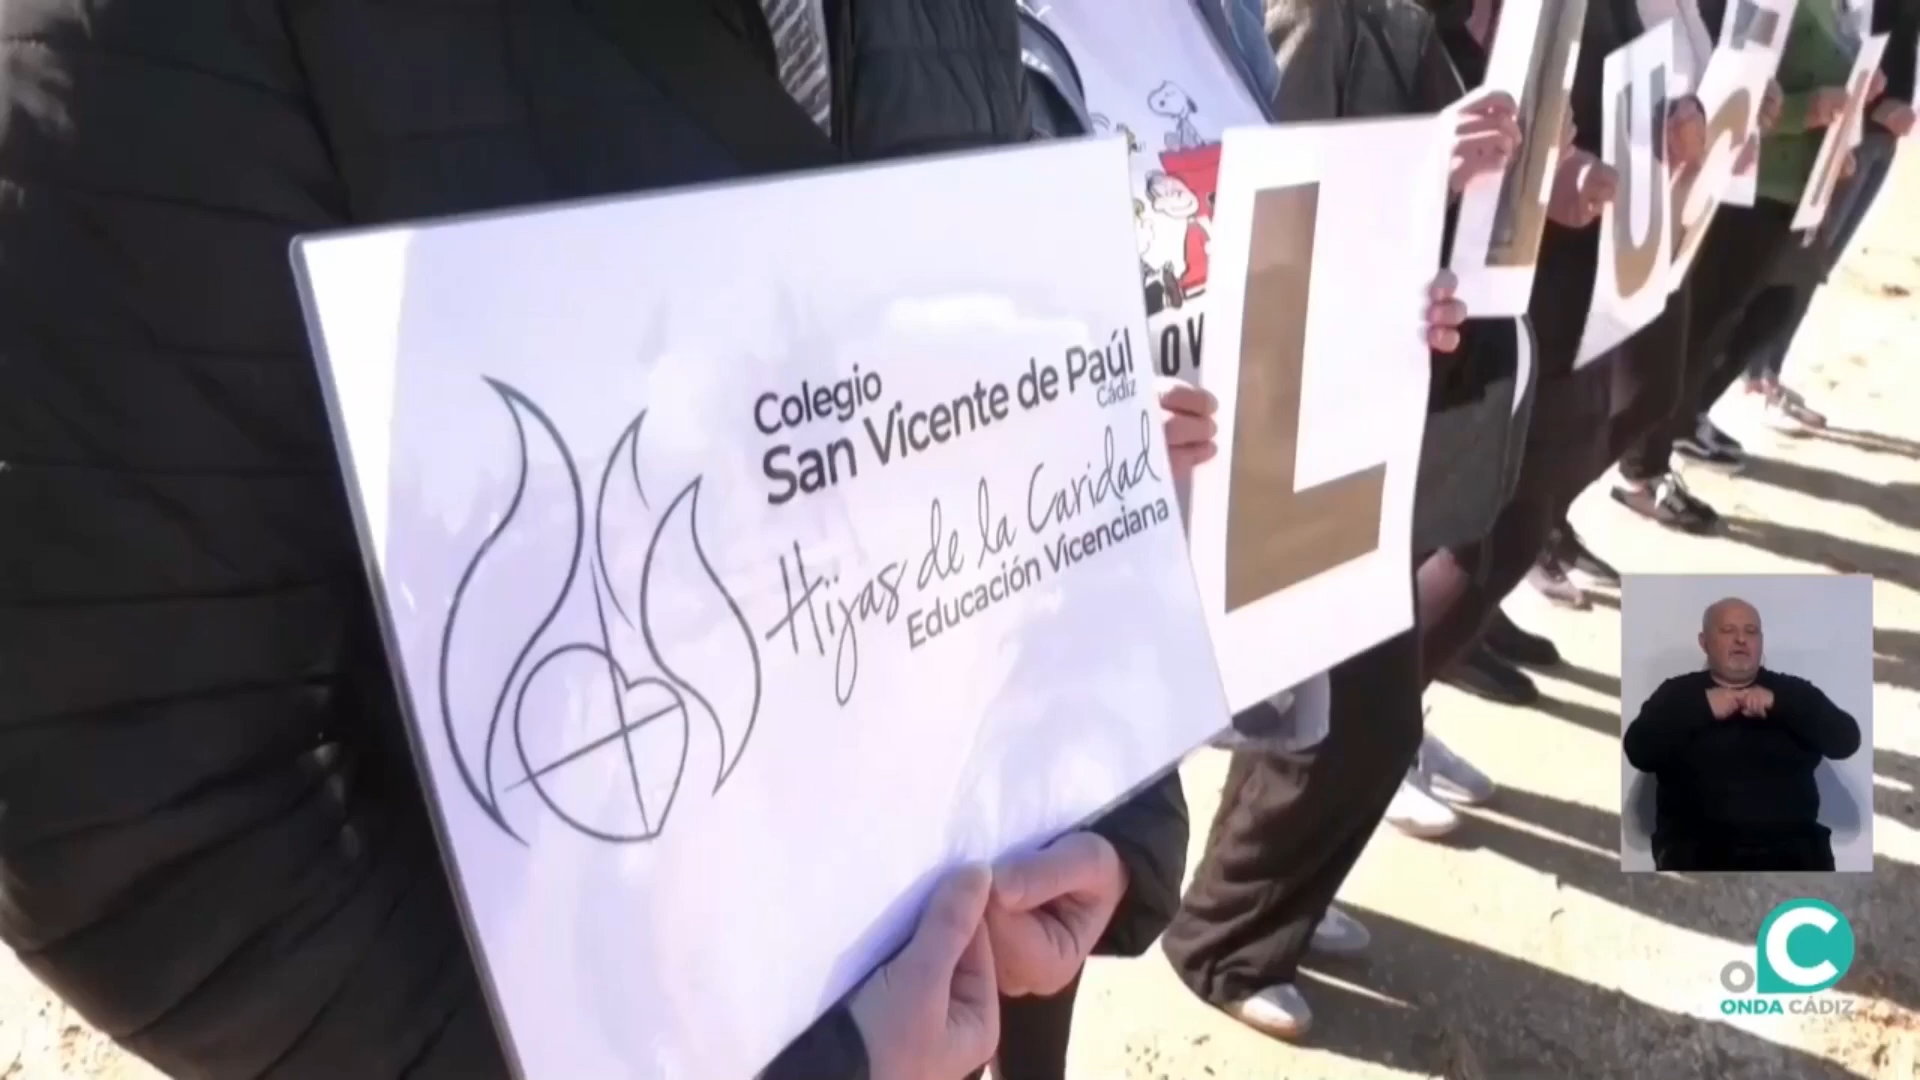 Colegio
San Vicente de Paúl
Cádiz
Hijas de la Caridad
Educación Vicenciana
L
U
C
ONDA CÁDIZ